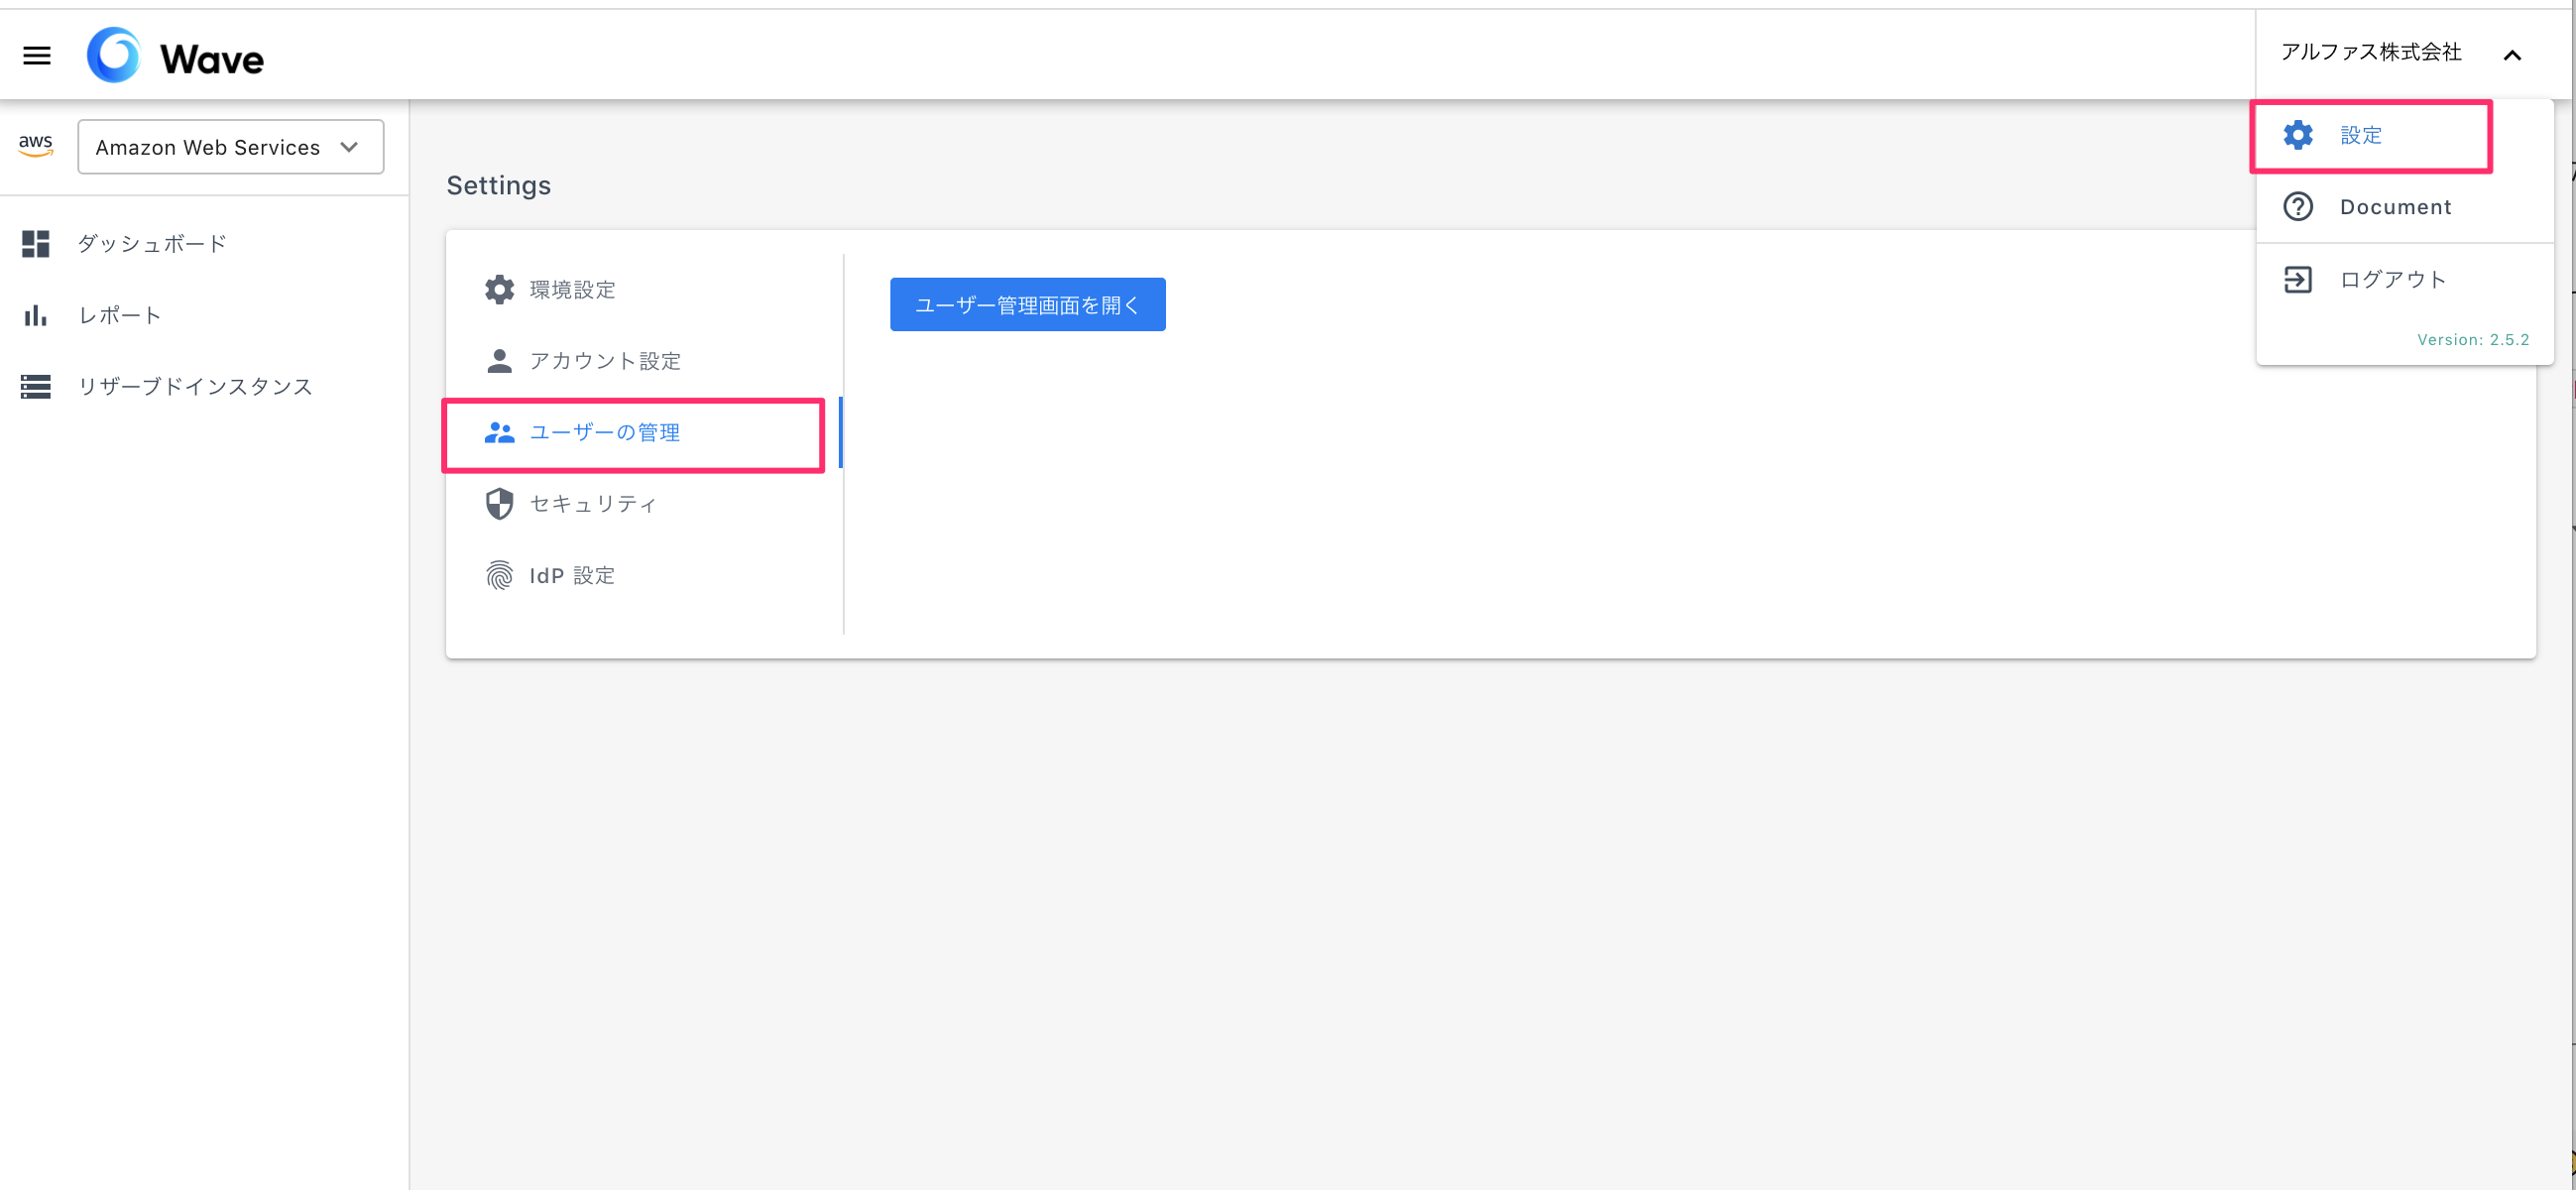 Wave
アルファス株式会社
aws
Amazon Web Services
設定
Document
ログアウト
Version: 2.5.2
ダッシュボード
レポート
リザーブドインスタンス
Settings
環境設定
アカウント設定
ユーザーの管理
セキュリティ
IdP 設定
ユーザー管理画面を開く